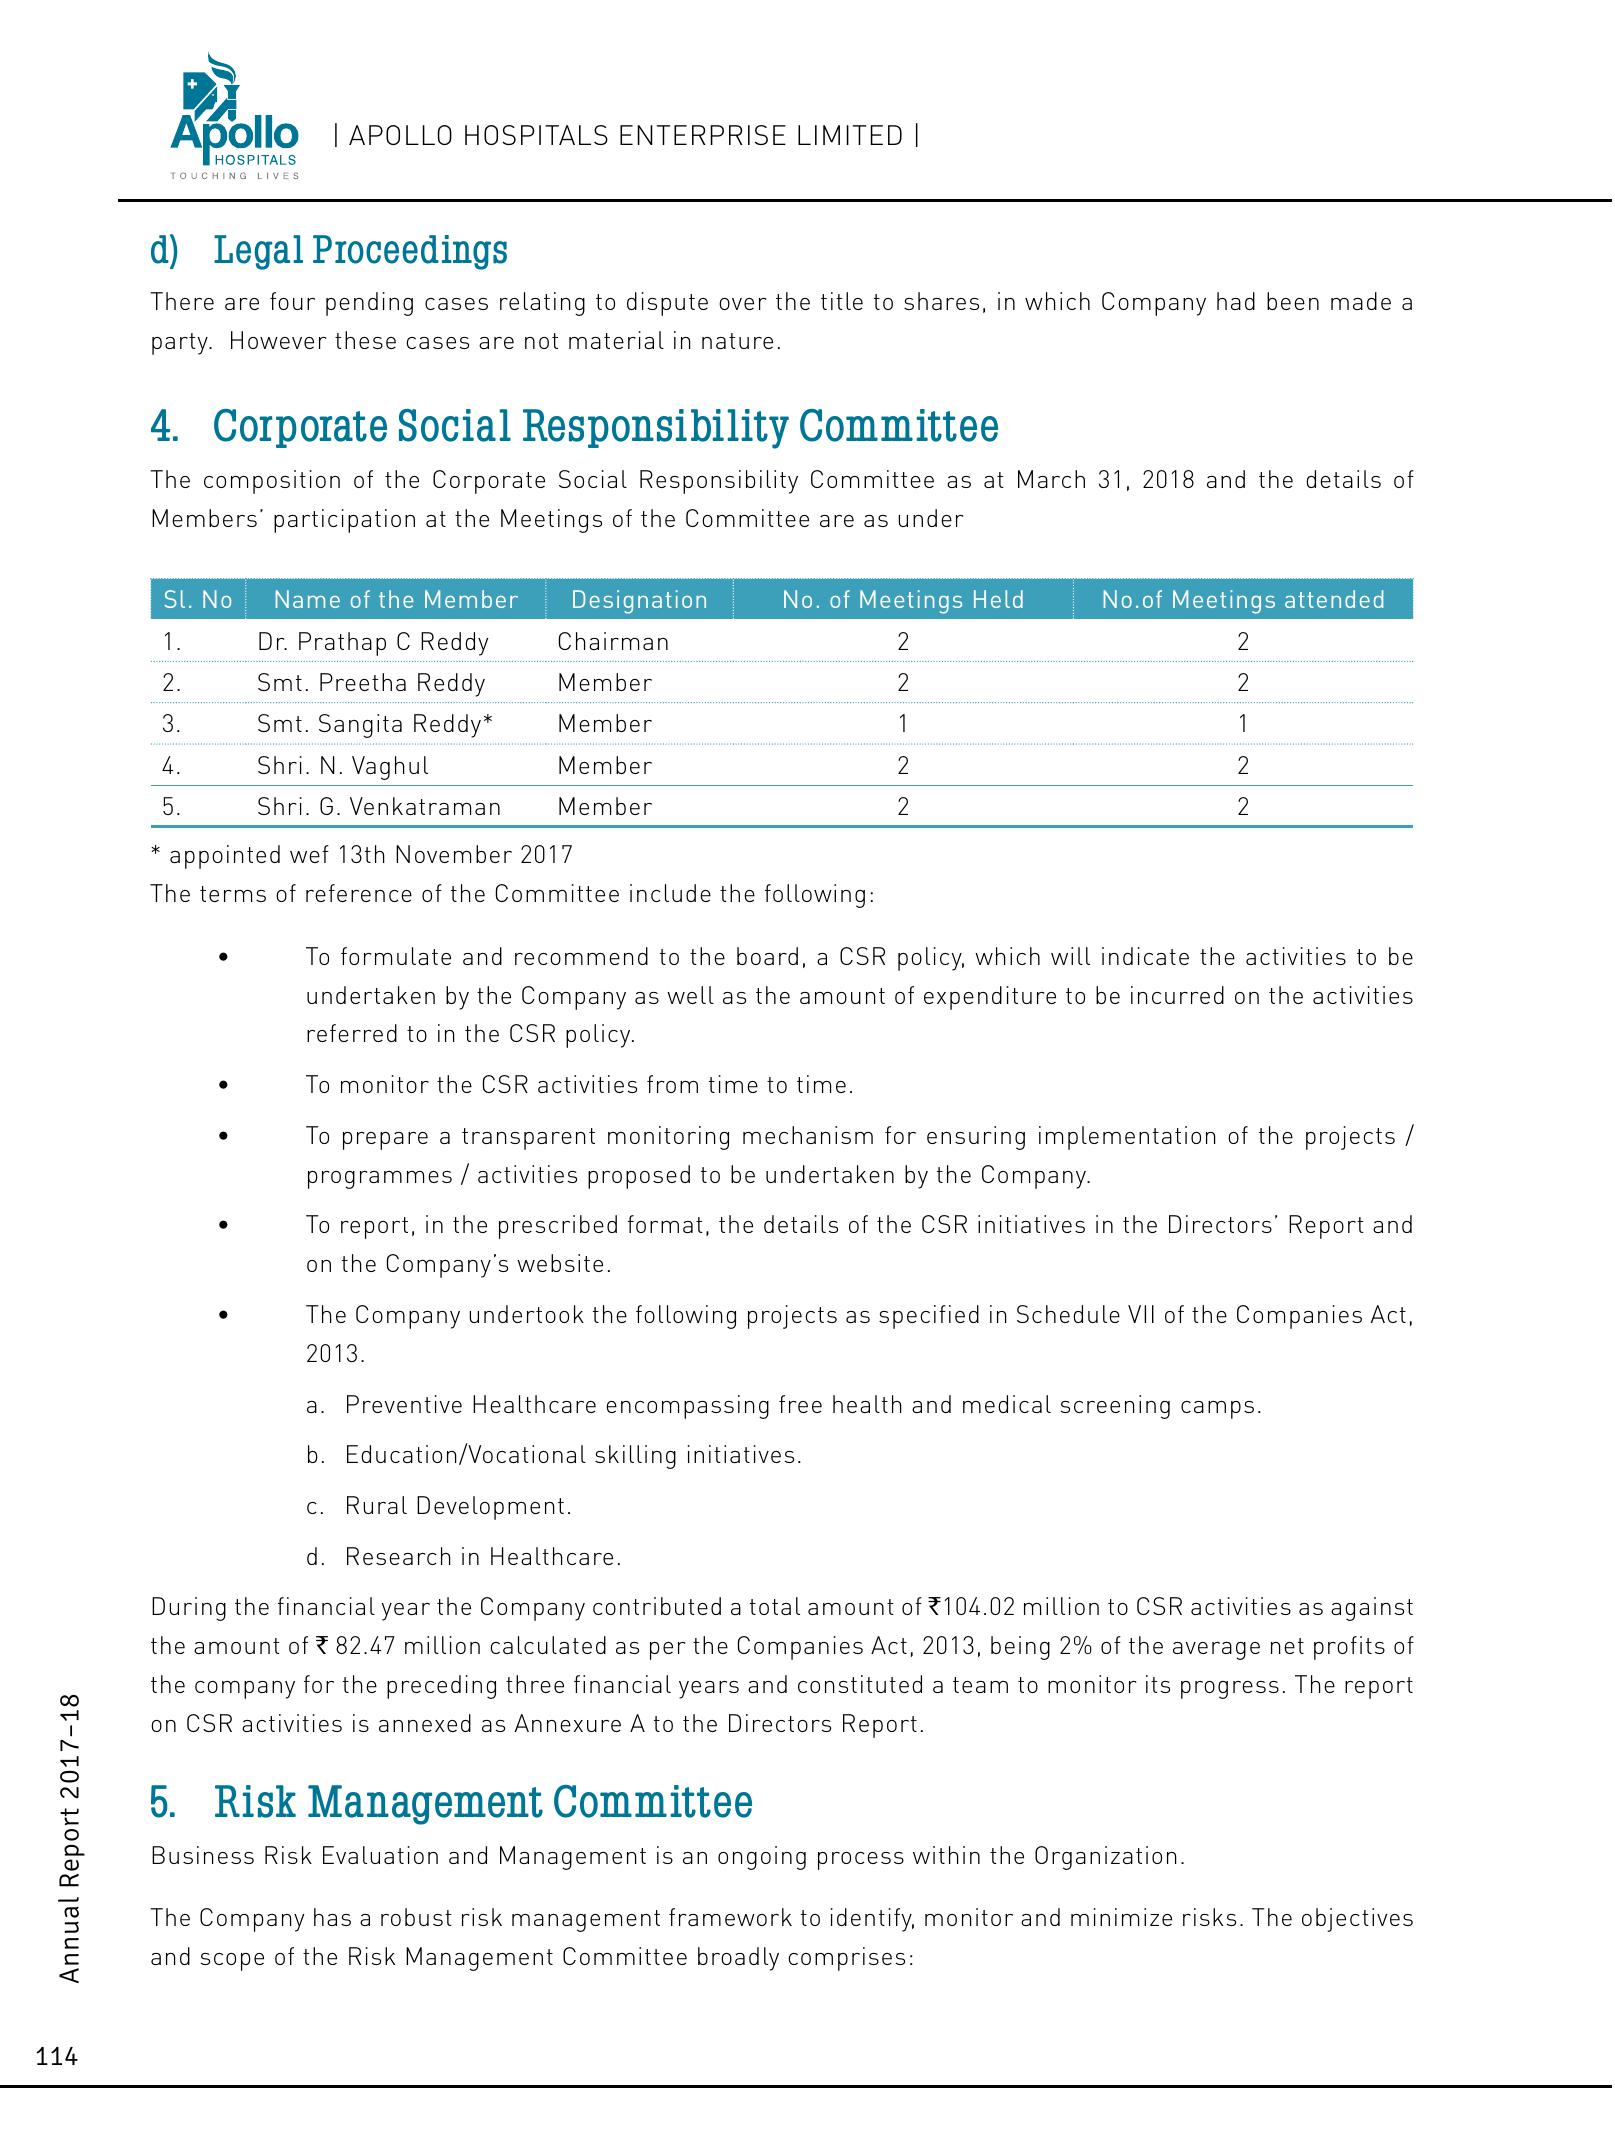 Apollo
HOSPITALS
TOUCHING LIVES
| APOLLO HOSPITALS ENTERPRISE LIMITED |
d) Legal Proceedings
There are four pending cases relating to dispute over the title to shares, in which Company had been made a
party. However these cases are not material in nature.
4. Corporate Social Responsibility Committee
The composition of the Corporate Social Responsibility Committee as at March 31, 2018 and the details of
Members’ participation at the Meetings of the Committee are as under
Sl. No Name of the Member Designation No. of Meetings Held No.of Meetings attended
1. Dr. Prathap C Reddy Chairman 2 2
2. Smt. Preetha Reddy Member 2 2
3. Smt. Sangita Reddy* Member 1 1
4. Shri. N. Vaghul Member 2 2
5. Shri. G. Venkatraman Member 2 2
* appointed wef 13th November 2017
The terms of reference of the Committee include the following:
• To formulate and recommend to the board, a CSR policy, which will indicate the activities to be
undertaken by the Company as well as the amount of expenditure to be incurred on the activities
referred to in the CSR policy.
• To monitor the CSR activities from time to time.
• To prepare a transparent monitoring mechanism for ensuring implementation of the projects /
programmes / activities proposed to be undertaken by the Company.
• To report, in the prescribed format, the details of the CSR initiatives in the Directors’ Report and
on the Company’s website.
• The Company undertook the following projects as specified in Schedule VII of the Companies Act,
2013.
a. Preventive Healthcare encompassing free health and medical screening camps.
b. Education/Vocational skilling initiatives.
c. Rural Development.
d. Research in Healthcare.
During the financial year the Company contributed a total amount of ₹104.02 million to CSR activities as against
the amount of ₹ 82.47 million calculated as per the Companies Act, 2013, being 2% of the average net profits of
the company for the preceding three financial years and constituted a team to monitor its progress. The report
on CSR activities is annexed as Annexure A to the Directors Report.
5. Risk Management Committee
Business Risk Evaluation and Management is an ongoing process within the Organization.
The Company has a robust risk management framework to identify, monitor and minimize risks. The objectives
and scope of the Risk Management Committee broadly comprises:
Annual Report 2017–18
114